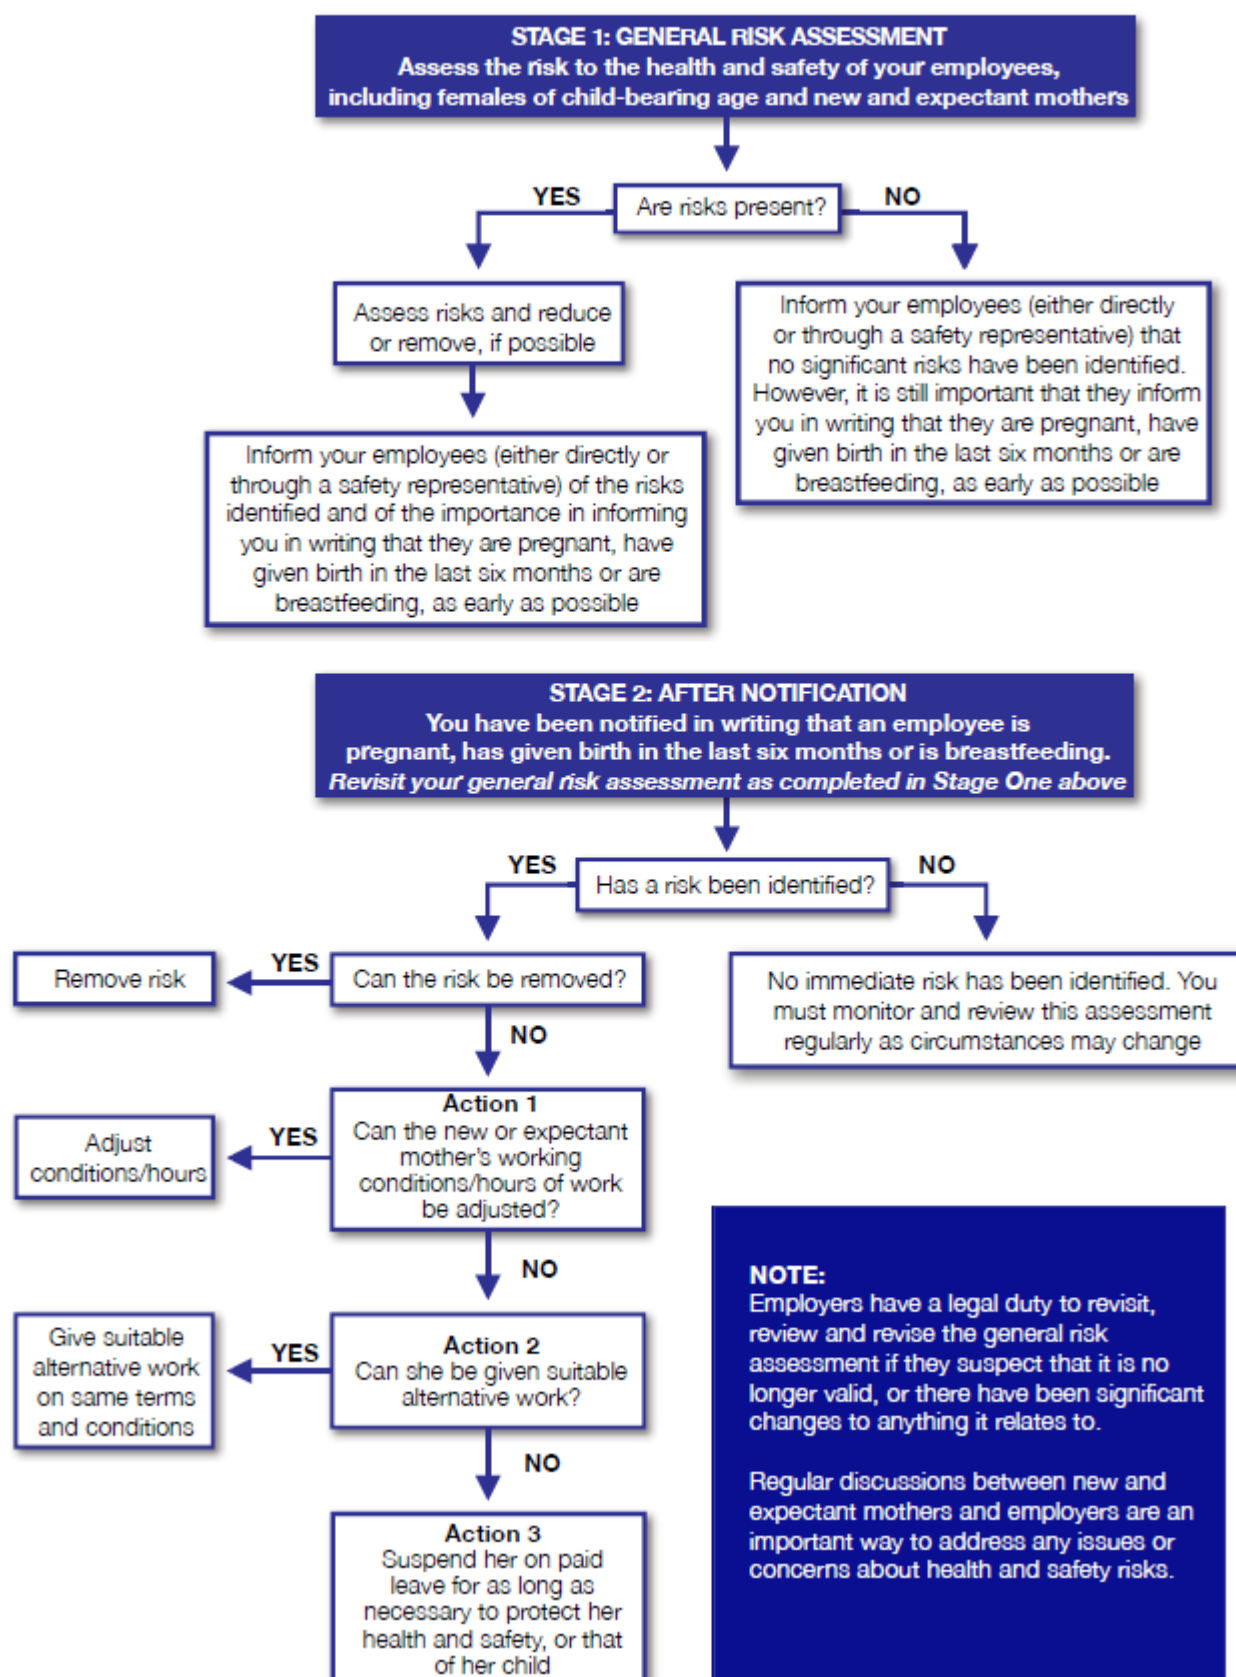 STAGE 1: GENERAL RISK ASSESSMENT
Assess the risk to the health and safety of your employees,
including females of child-bearing age and new and expectant mothers
YES
Are risks present?
NO
Assess risks and reduce
or remove, if possible
Inform your employees (either directly
or through a safety representative) that
no significant risks have been identified.
However, it is still important that they inform
you in writing that they are pregnant, have
given birth in the last six months or are
breastfeeding, as early as possible
Inform your employees (either directly or
through a safety representative) of the risks
identified and of the importance in informing
you in writing that they are pregnant, have
given birth in the last six months or are
breastfeeding, as early as possible
STAGE 2: AFTER NOTIFICATION
You have been notified in writing that an employee is
pregnant, has given birth in the last six months or is breastfeeding.
Revisit your general risk assessment as completed in Stage One above
YES
Has a risk been identified?
NO
Remove risk
YES
Can the risk be removed?
No immediate risk has been identified. You
must monitor and review this assessment
regularly as circumstances may change
NO
Adjust
conditions/hours
YES
Action 1
Can the new or expectant
mother's working
conditions/hours of work
be adjusted?
NO
Give suitable
alternative work
on same terms
and conditions
YES
Action 2
Can she be given suitable
alternative work?
NO
Action 3
Suspend her on paid
leave for as long as
necessary to protect her
health and safety, or that
of her child
NOTE:
Employers have a legal duty to revisit,
review and revise the general risk
assessment if they suspect that it is no
longer valid, or there have been significant
changes to anything it relates to.
Regular discussions between new and
expectant mothers and employers are an
important way to address any issues or
concerns about health and safety risks.